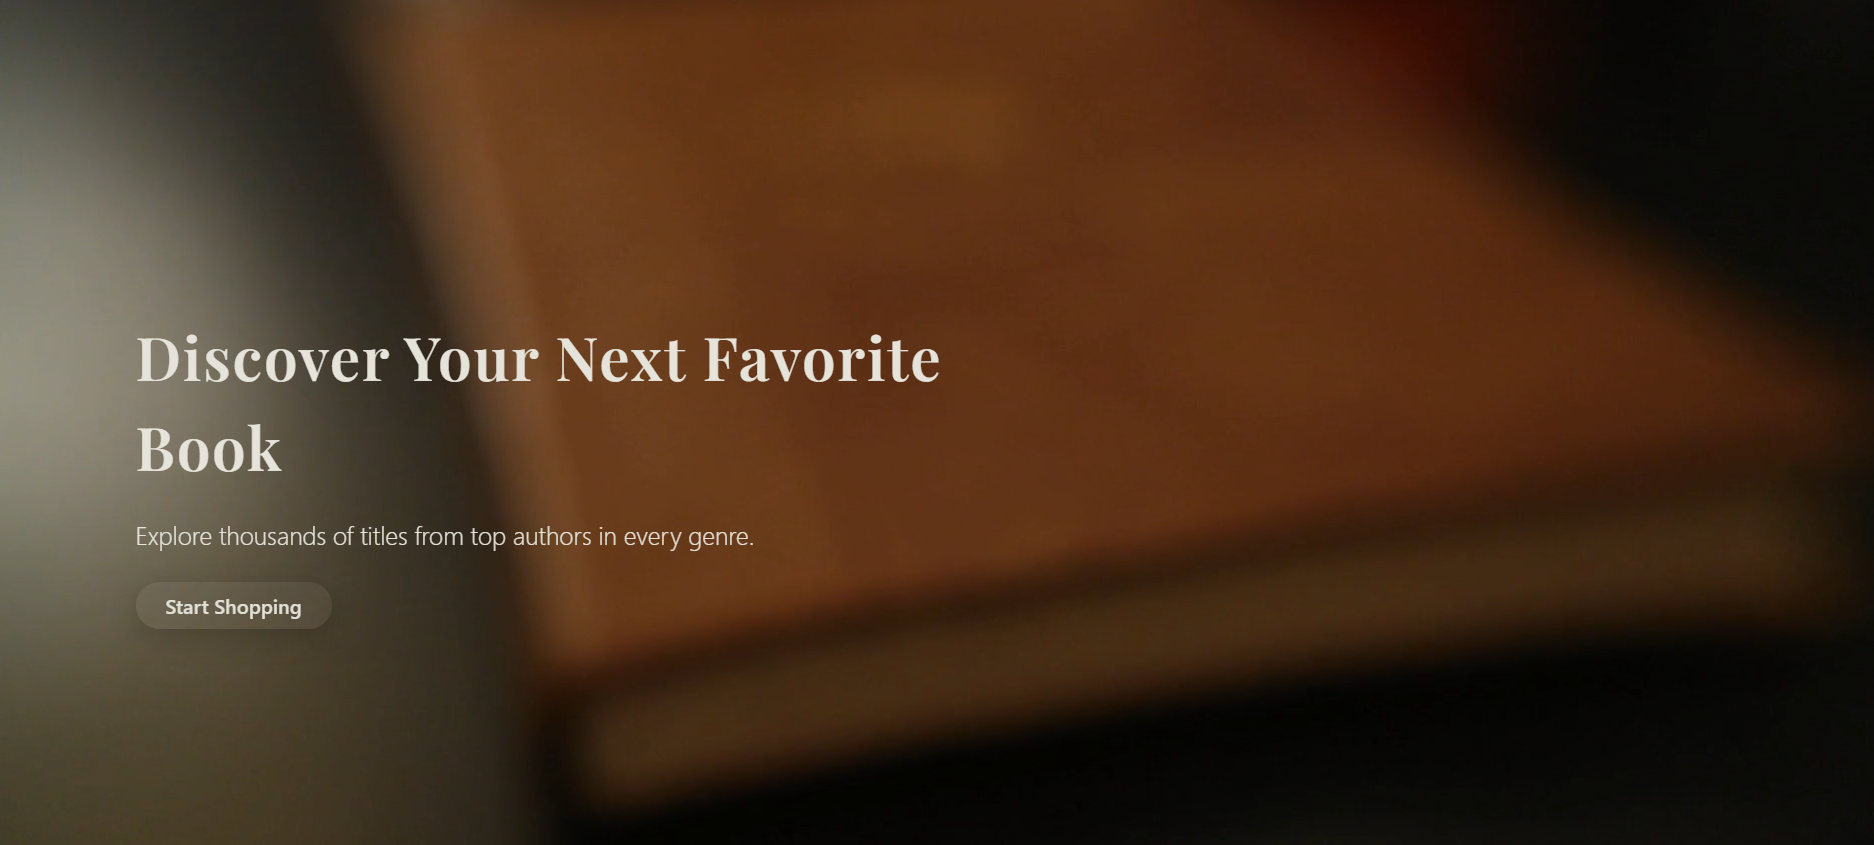 Discover Your Next Favorite
Book
Explore thousands of titles from top authors in every genre.
Start Shopping